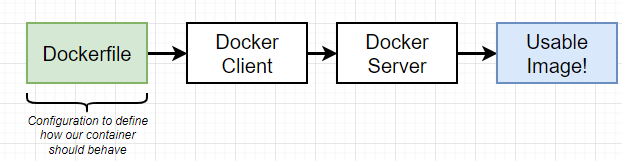 Dockerfile
Docker
Client
Docker
Server
Usable
Image!
Configuration to define
how our container
should behave